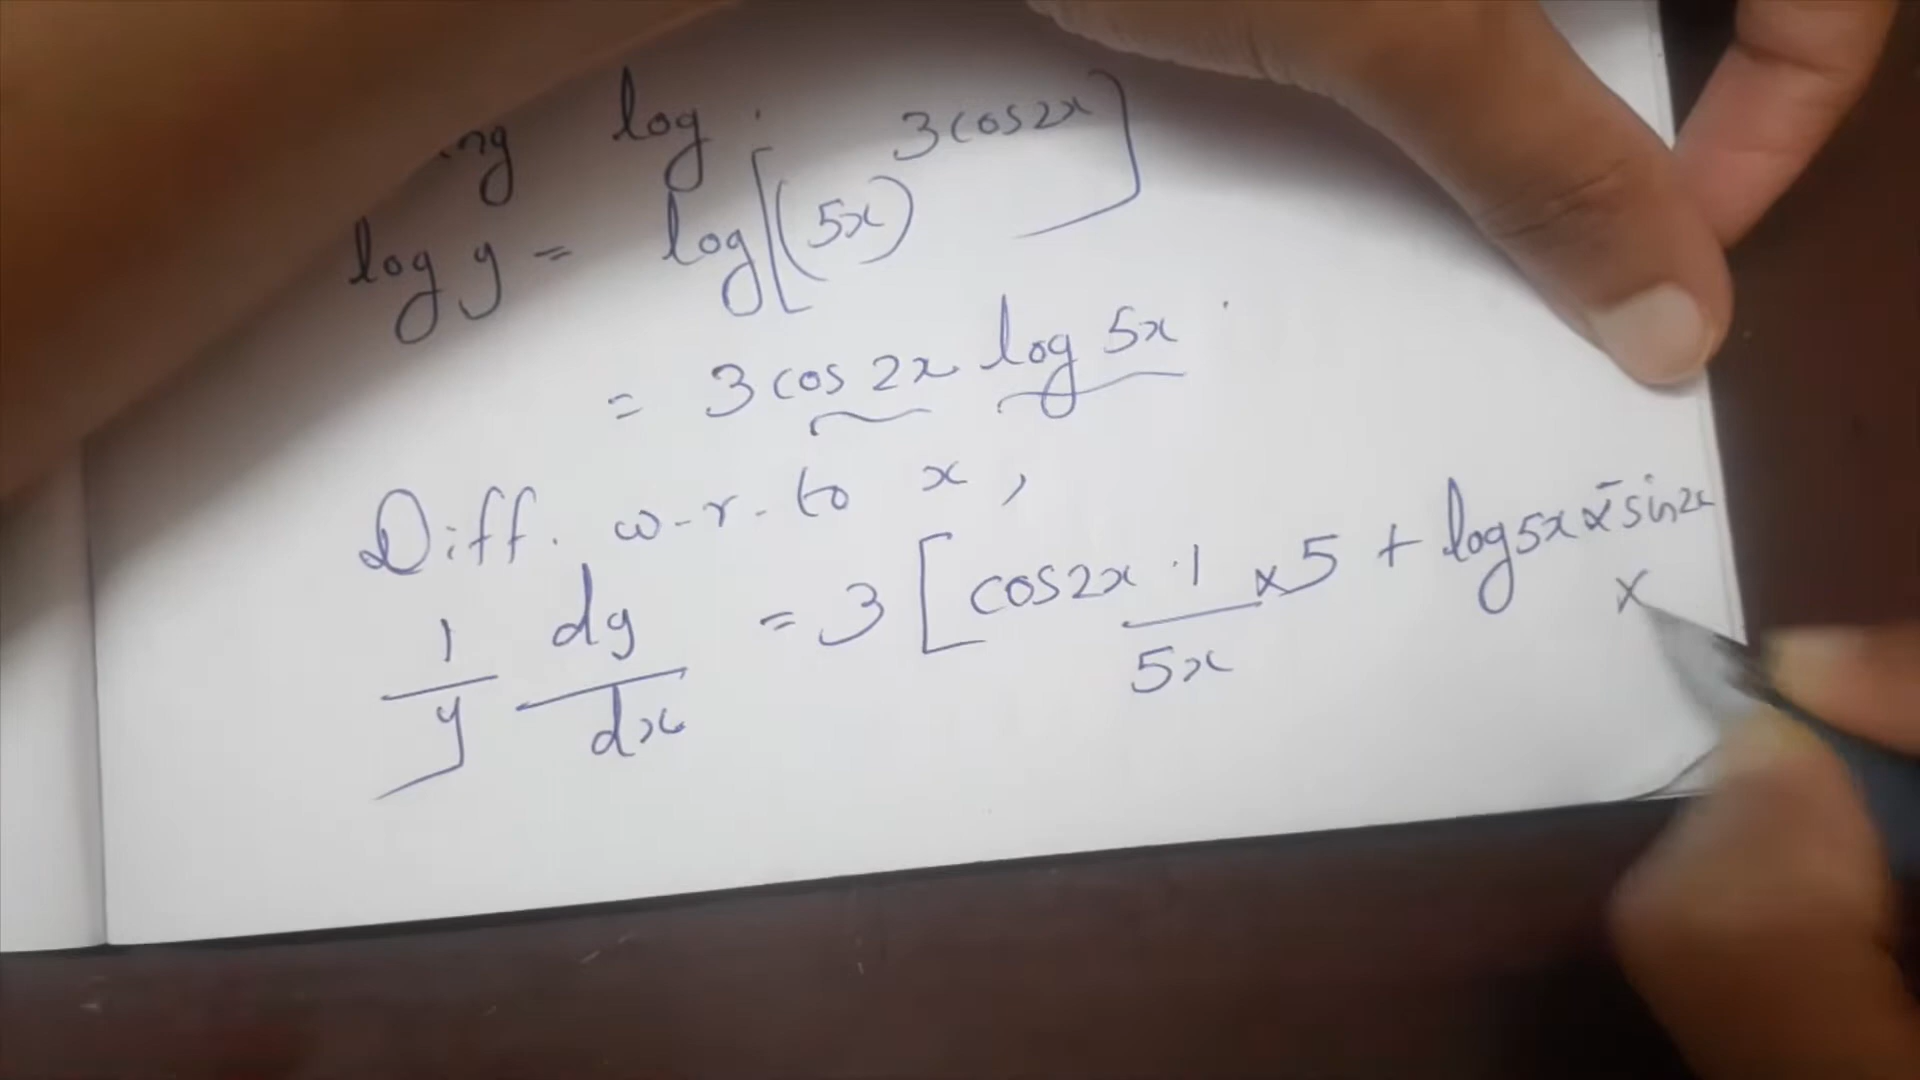 log.
log y = log[(5x)^{3cos2x}]
= 3 cos 2x log 5x.
Diff. w-r-to x,
1/y dy/dx = 3 [cos2x · 1/5x × 5 + log5x × -sin2x ×